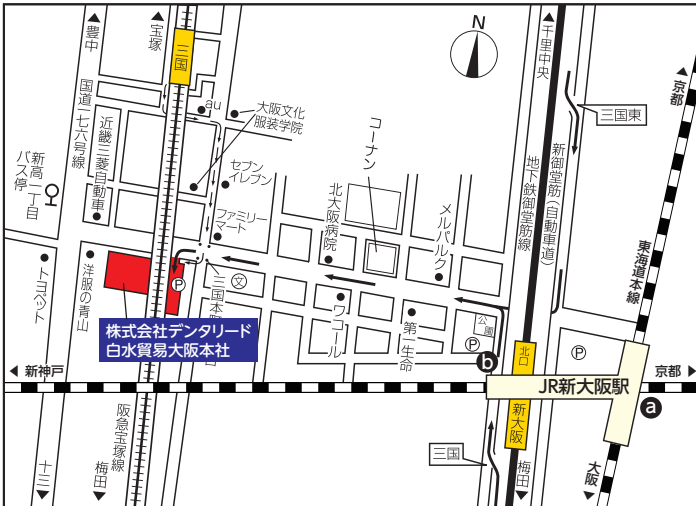 豊中
宝塚
三国
N
千里中央
京都
三国東
au
大阪文化
服装学院
コーナン
国道一七六号線
近畿三菱自動車
新高一丁目
バス停
セブン
イレブン
ファミリー
マート
北大阪病院
メルパルク
地下鉄御堂筋線
新御堂筋(自動車道)
東海道本線
トヨペット
洋服の青山
P
文
三国本町
ワコール
第一生命
公園
P
P
株式会社デンタリード
白水貿易大阪本社
b
北口
新神戸
JR新大阪駅
京都
a
新大阪
阪急宝塚線
三国
十三
梅田
梅田
大阪